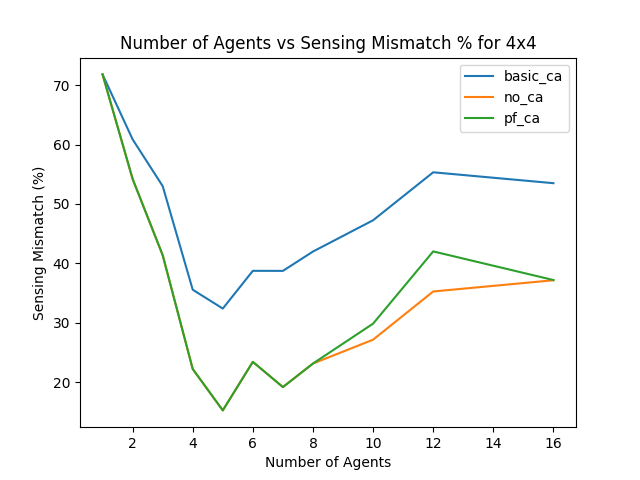 Number of Agents vs Sensing Mismatch % for 4x4
basic_ca
no_ca
pf_ca
Sensing Mismatch (%)
70
60
50
40
30
20
2 4 6 8 10 12 14 16
Number of Agents